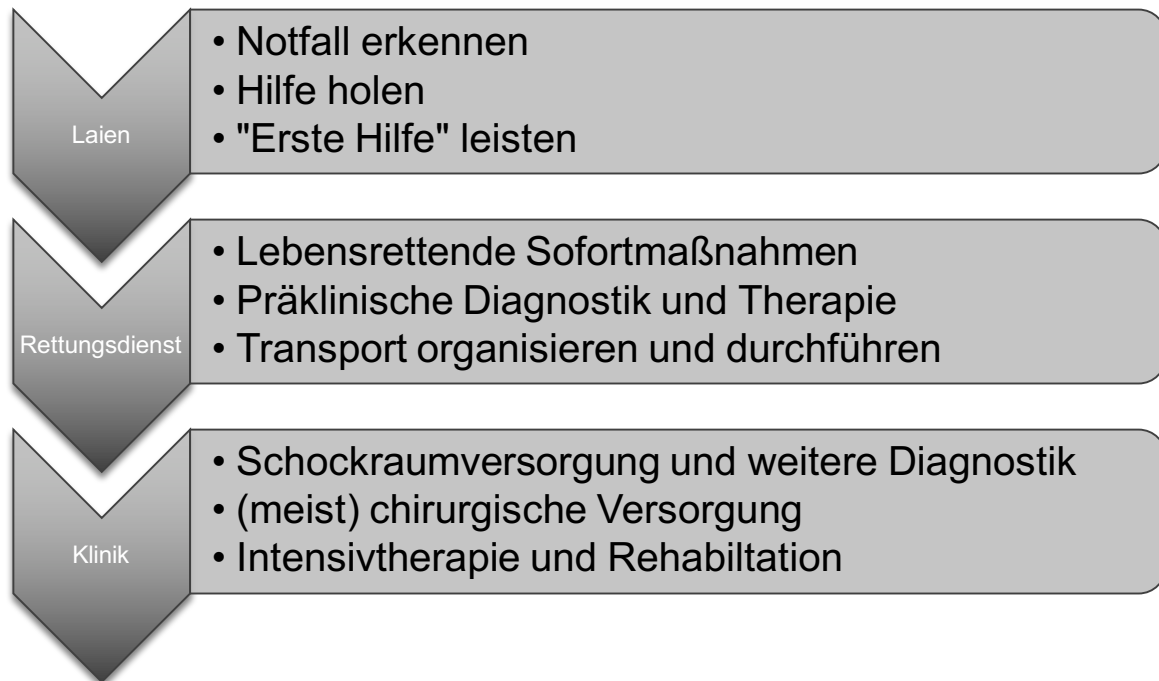 Laien
• Notfall erkennen
• Hilfe holen
• "Erste Hilfe" leisten
Rettungsdienst
• Lebensrettende Sofortmaßnahmen
• Präklinische Diagnostik und Therapie
• Transport organisieren und durchführen
Klinik
• Schockraumversorgung und weitere Diagnostik
• (meist) chirurgische Versorgung
• Intensivtherapie und Rehabiltation